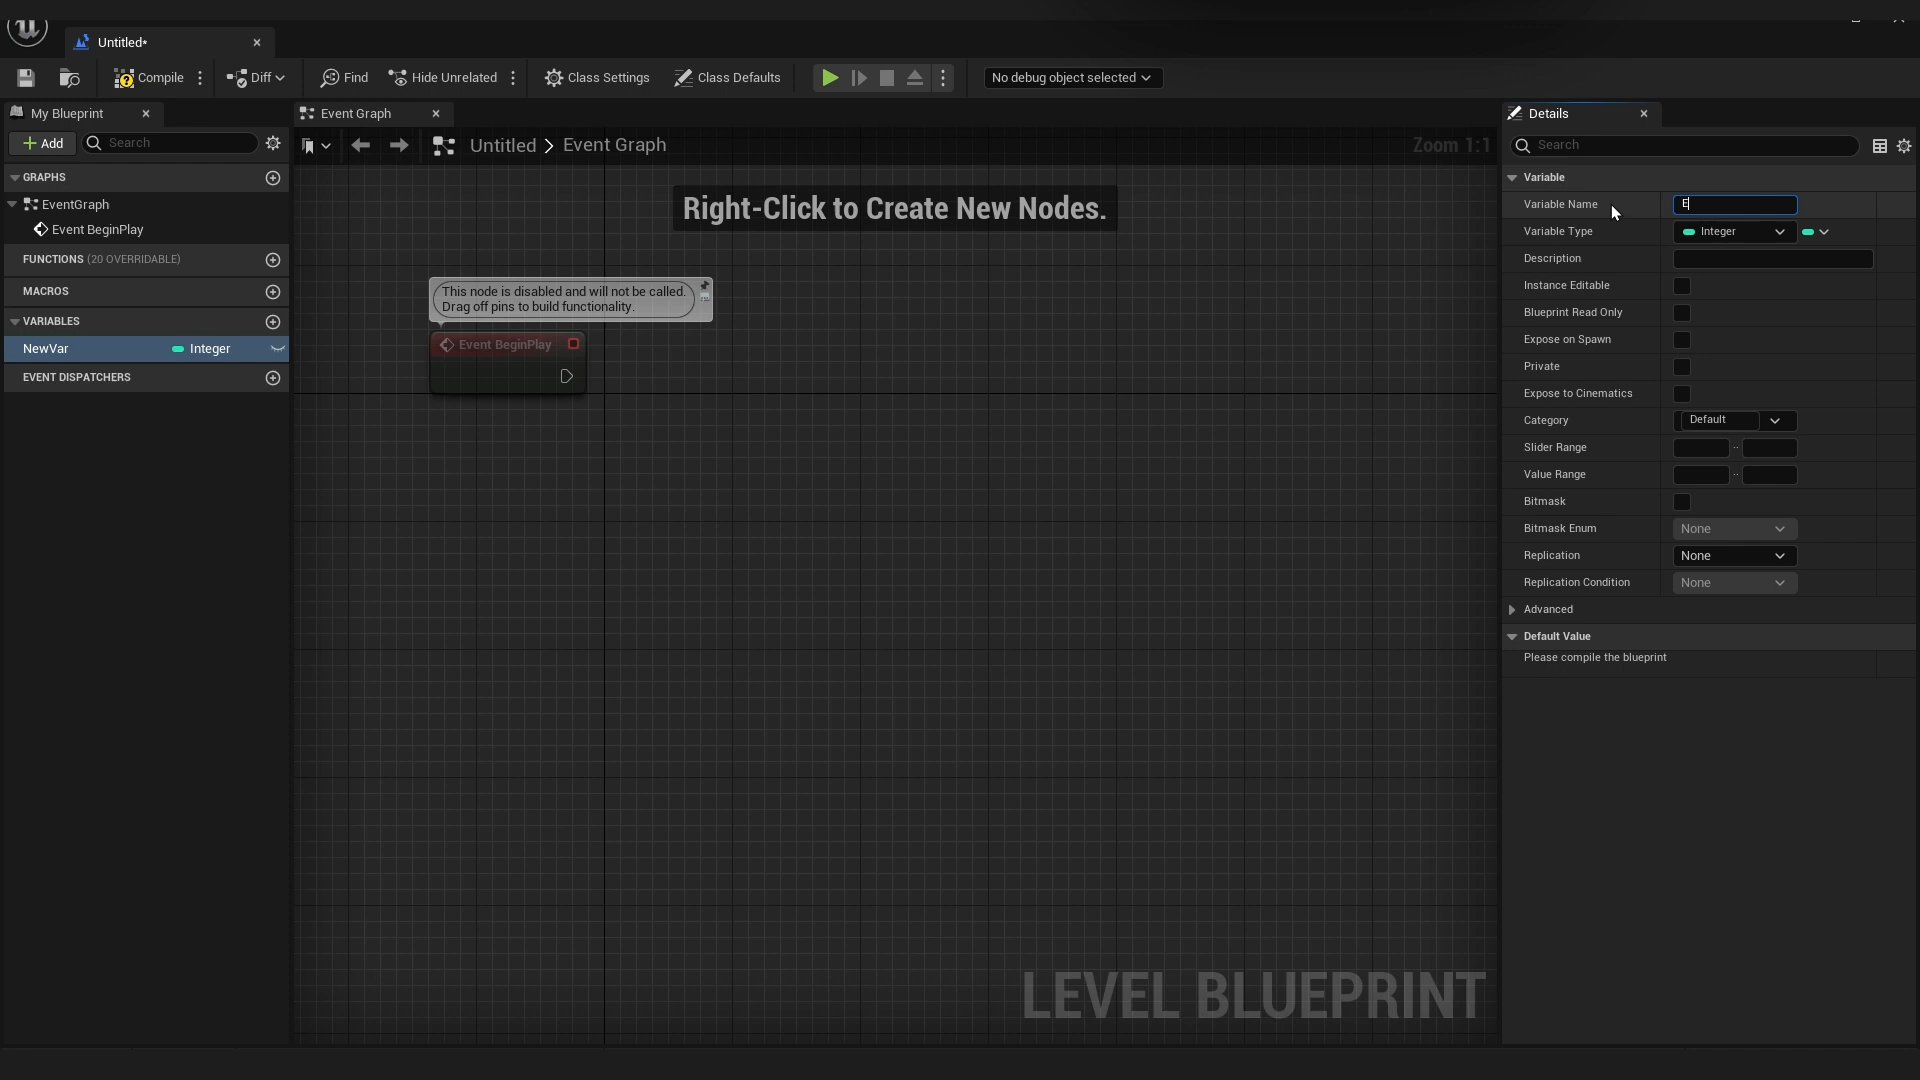 Untitled*
Compile
Diff
Find
Hide Unrelated
Class Settings
Class Defaults
No debug object selected
My Blueprint
Event Graph
Details
Add
Search
Untitled > Event Graph
Zoom 1:1
Search
GRAPHS
EventGraph
Event BeginPlay
FUNCTIONS (20 OVERRIDABLE)
MACROS
VARIABLES
NewVar
Integer
EVENT DISPATCHERS
Right-Click to Create New Nodes.
This node is disabled and will not be called.
Drag off pins to build functionality.
Event BeginPlay
LEVEL BLUEPRINT
Variable
Variable Name
E
Variable Type
Integer
Description
Instance Editable
Blueprint Read Only
Expose on Spawn
Private
Expose to Cinematics
Category
Default
Slider Range
Value Range
Bitmask
Bitmask Enum
None
Replication
None
Replication Condition
None
Advanced
Default Value
Please compile the blueprint